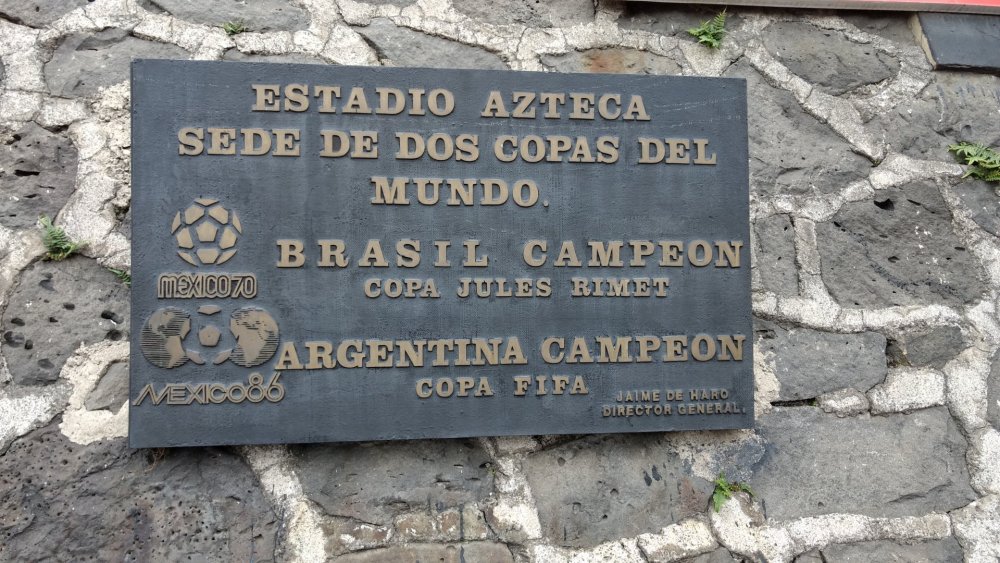 ESTADIO AZTECA
SEDE DE DOS COPAS DEL
MUNDO.
MEXICO70
BRASIL CAMPEON
COPA JULES RIMET
MEXICO86
ARGENTINA CAMPEON
COPA FIFA
JAIME DE HARO
DIRECTOR GENERAL.